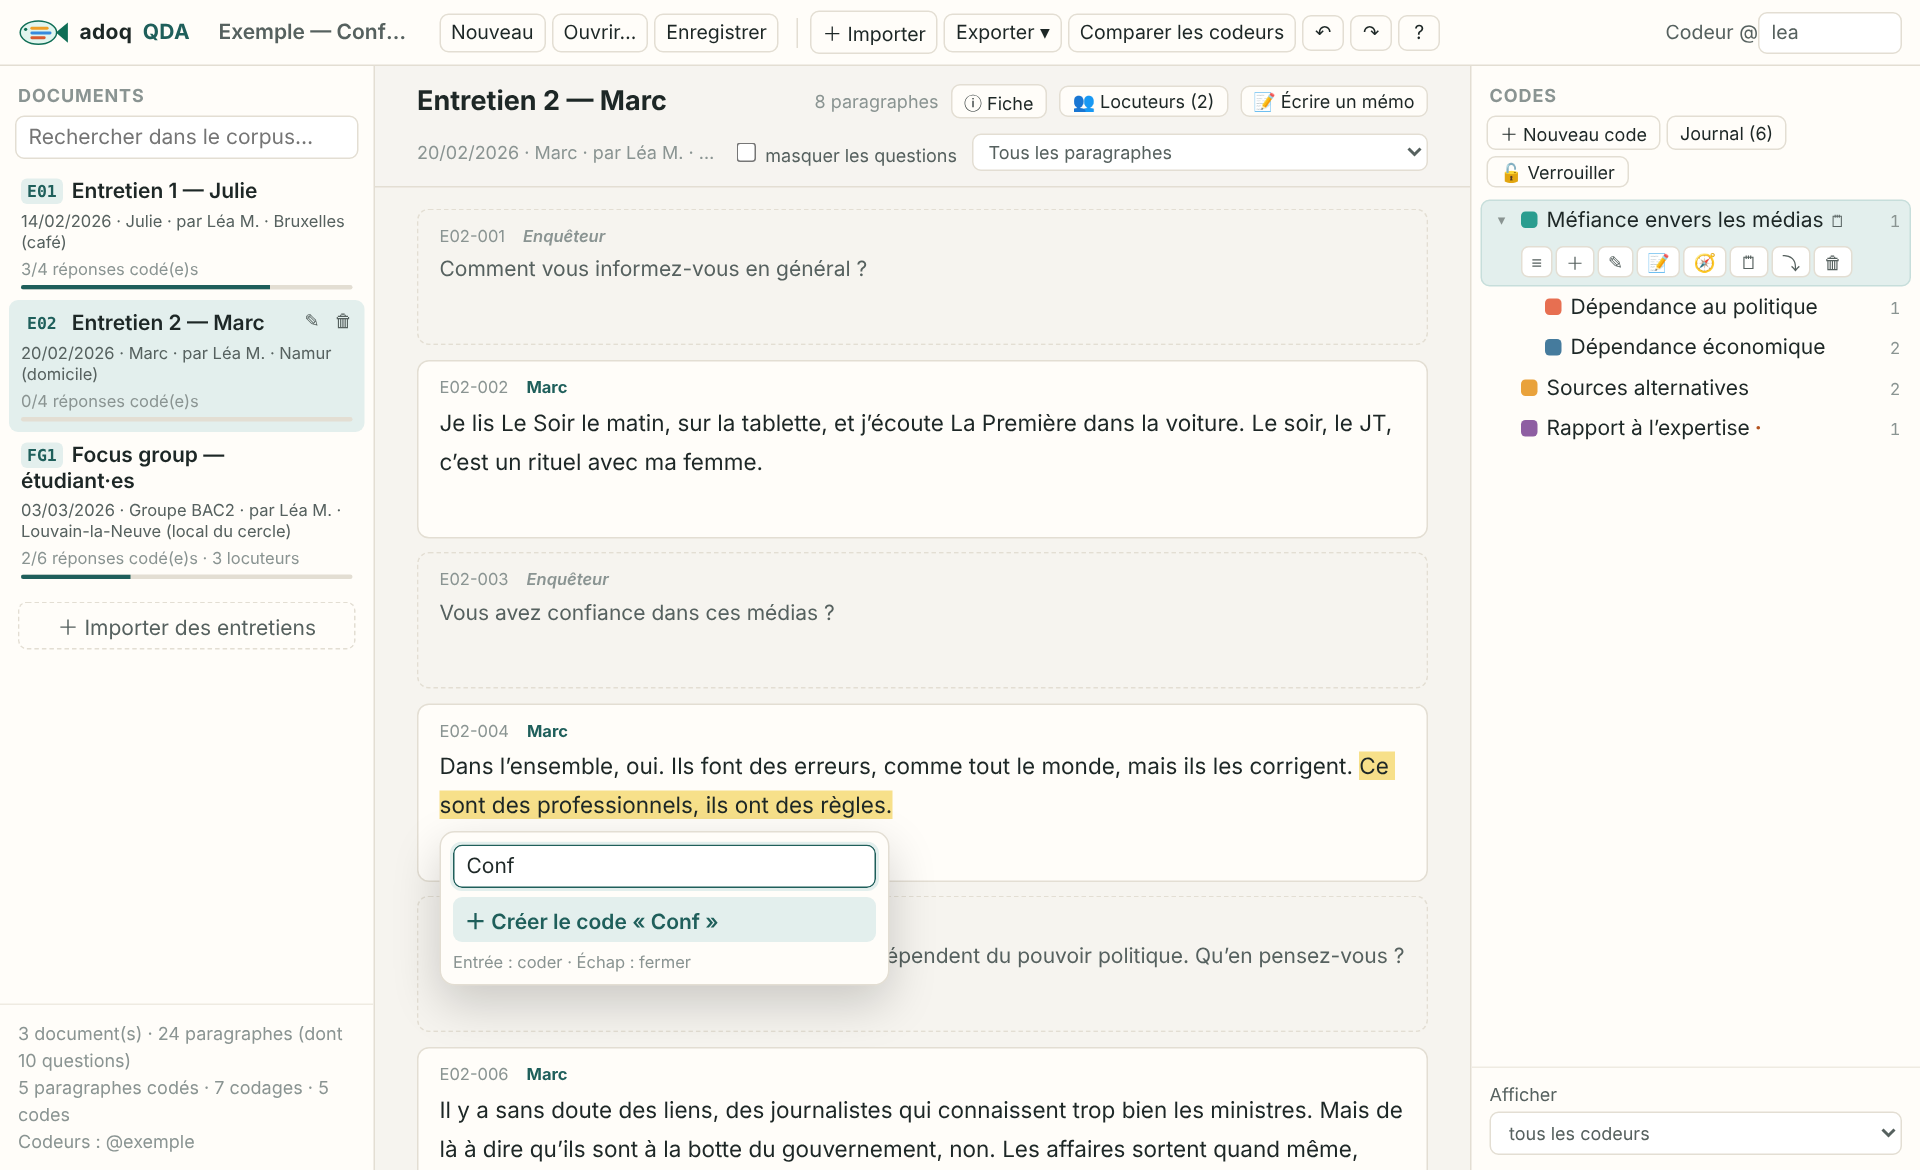 adoq QDA
Exemple — Conf...
Nouveau
Ouvrir...
Enregistrer
+ Importer
Exporter ▾
Comparer les codeurs
↶
↷
?
Codeur @ lea
DOCUMENTS
Rechercher dans le corpus...
E01 Entretien 1 — Julie
14/02/2026 · Julie · par Léa M. · Bruxelles
(café)
3/4 réponses codé(e)s
E02 Entretien 2 — Marc
20/02/2026 · Marc · par Léa M. · Namur
(domicile)
0/4 réponses codé(e)s
FG1 Focus group —
étudiant·es
03/03/2026 · Groupe BAC2 · par Léa M. ·
Louvain-la-Neuve (local du cercle)
2/6 réponses codé(e)s · 3 locuteurs
+ Importer des entretiens
3 document(s) · 24 paragraphes (dont
10 questions)
5 paragraphes codés · 7 codages · 5
codes
Codeurs : @exemple
Entretien 2 — Marc
8 paragraphes
ⓘ Fiche
👥 Locuteurs (2)
📝 Écrire un mémo
20/02/2026 · Marc · par Léa M. · ...
masquer les questions
Tous les paragraphes
E02-001 Enquêteur
Comment vous informez-vous en général ?
E02-002 Marc
Je lis Le Soir le matin, sur la tablette, et j’écoute La Première dans la voiture. Le soir, le JT,
c’est un rituel avec ma femme.
E02-003 Enquêteur
Vous avez confiance dans ces médias ?
E02-004 Marc
Dans l’ensemble, oui. Ils font des erreurs, comme tout le monde, mais ils les corrigent. Ce
sont des professionnels, ils ont des règles.
Conf
+ Créer le code « Conf »
Entrée : coder · Échap : fermer
épendent du pouvoir politique. Qu’en pensez-vous ?
E02-006 Marc
Il y a sans doute des liens, des journalistes qui connaissent trop bien les ministres. Mais de
là à dire qu’ils sont à la botte du gouvernement, non. Les affaires sortent quand même,
CODES
+ Nouveau code
Journal (6)
🔓 Verrouiller
▾ Méfiance envers les médias 1
Dépendance au politique 1
Dépendance économique 2
Sources alternatives 2
Rapport à l’expertise · 1
Afficher
tous les codeurs